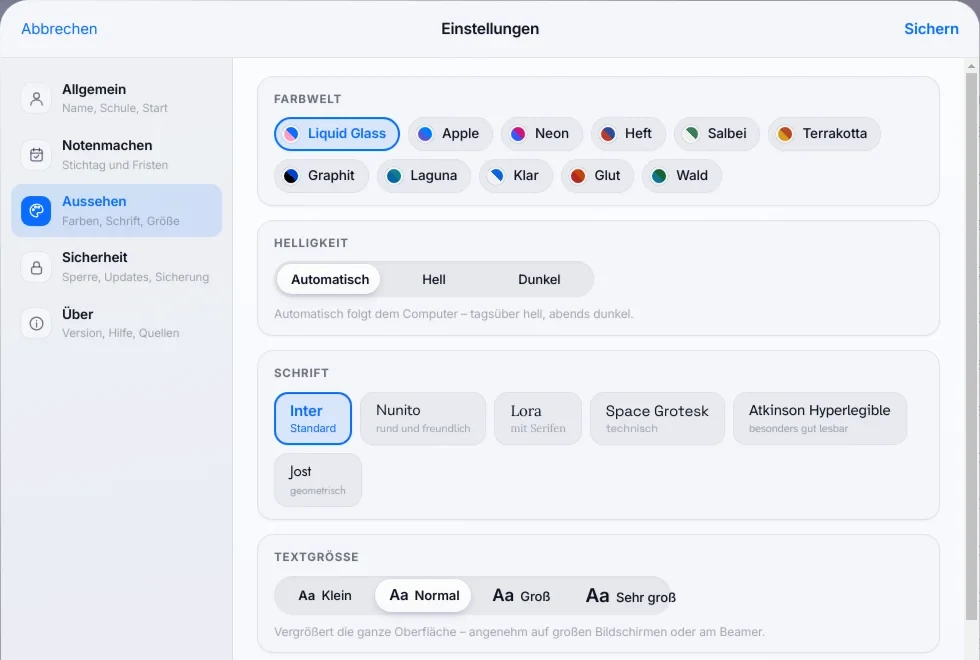 Abbrechen
Einstellungen
Sichern
Allgemein
Name, Schule, Start
Notenmachen
Stichtag und Fristen
Aussehen
Farben, Schrift, Größe
Sicherheit
Sperre, Updates, Sicherung
Über
Version, Hilfe, Quellen
FARBWELT
Liquid Glass Apple Neon Heft Salbei Terrakotta
Graphit Laguna Klar Glut Wald
HELLIGKEIT
Automatisch Hell Dunkel
Automatisch folgt dem Computer – tagsüber hell, abends dunkel.
SCHRIFT
Inter Nunito Lora Space Grotesk Atkinson Hyperlegible
Standard rund und freundlich mit Serifen technisch besonders gut lesbar
Jost
geometrisch
TEXTGRÖSSE
Aa Klein Aa Normal Aa Groß Aa Sehr groß
Vergrößert die ganze Oberfläche – angenehm auf großen Bildschirmen oder am Beamer.